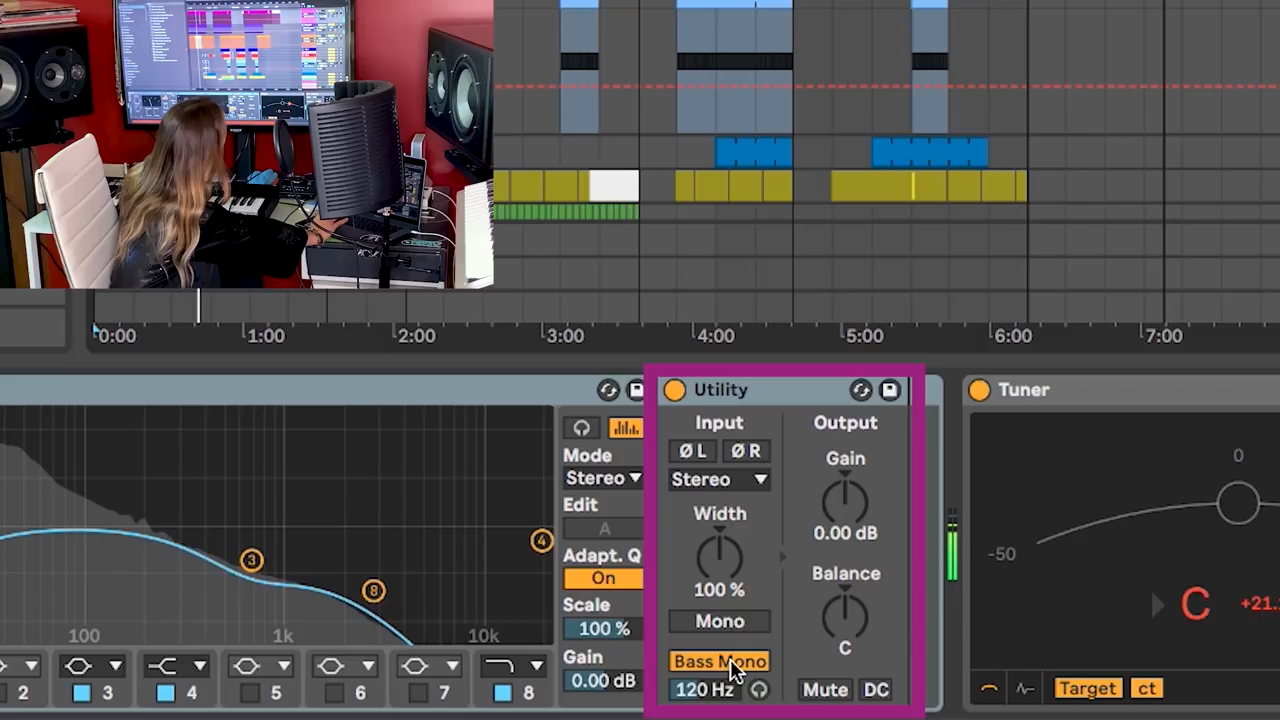 0:00 1:00 2:00 3:00 4:00 5:00 6:00 7:00
Utility
Tuner
Input
Output
Ø L Ø R
Stereo
Gain
0.00 dB
Width
100 %
Balance
C
Mono
Bass Mono
120 Hz
Mute DC
Mode
Stereo
Edit
A
Adapt. Q
On
Scale
100 %
Gain
0.00 dB
3
4
8
100 1k 10k
2 3 4 5 6 7 8
0
-50
C +21.
Target ct